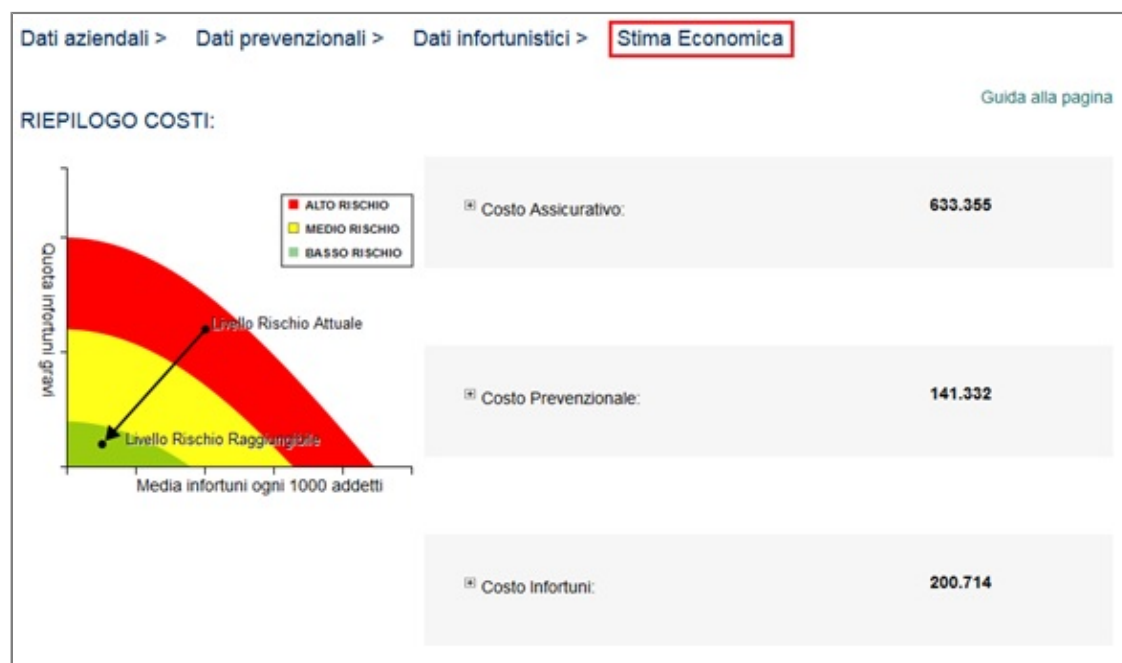 Dati aziendali > Dati prevenzionali > Dati infortunistici > Stima Economica
Guida alla pagina
RIEPILOGO COSTI:
ALTO RISCHIO
MEDIO RISCHIO
BASSO RISCHIO
Quota infortuni gravi
Livello Rischio Attuale
Livello Rischio Raggiungibile
Media infortuni ogni 1000 addetti
Costo Assicurativo: 633.355
Costo Prevenzionale: 141.332
Costo Infortuni: 200.714